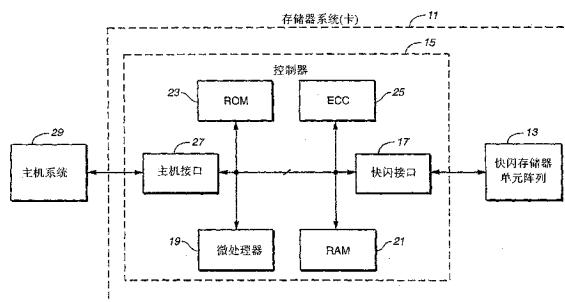 存储器系统(卡)
11
15
控制器
23
ROM
ECC
25
29
主机系统
27
主机接口
17
快闪接口
13
快闪存储器
单元阵列
19
微处理器
RAM
21